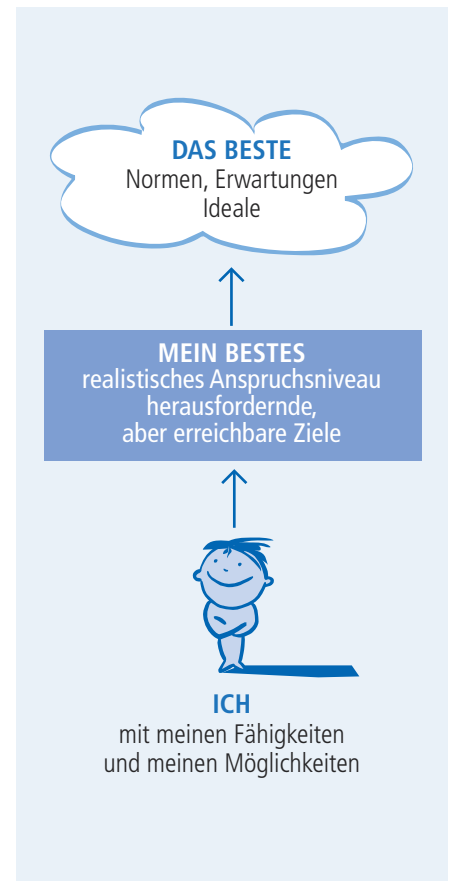 DAS BESTE
Normen, Erwartungen
Ideale
MEIN BESTES
realistisches Anspruchsniveau
herausfordernde,
aber erreichbare Ziele
ICH
mit meinen Fähigkeiten
und meinen Möglichkeiten